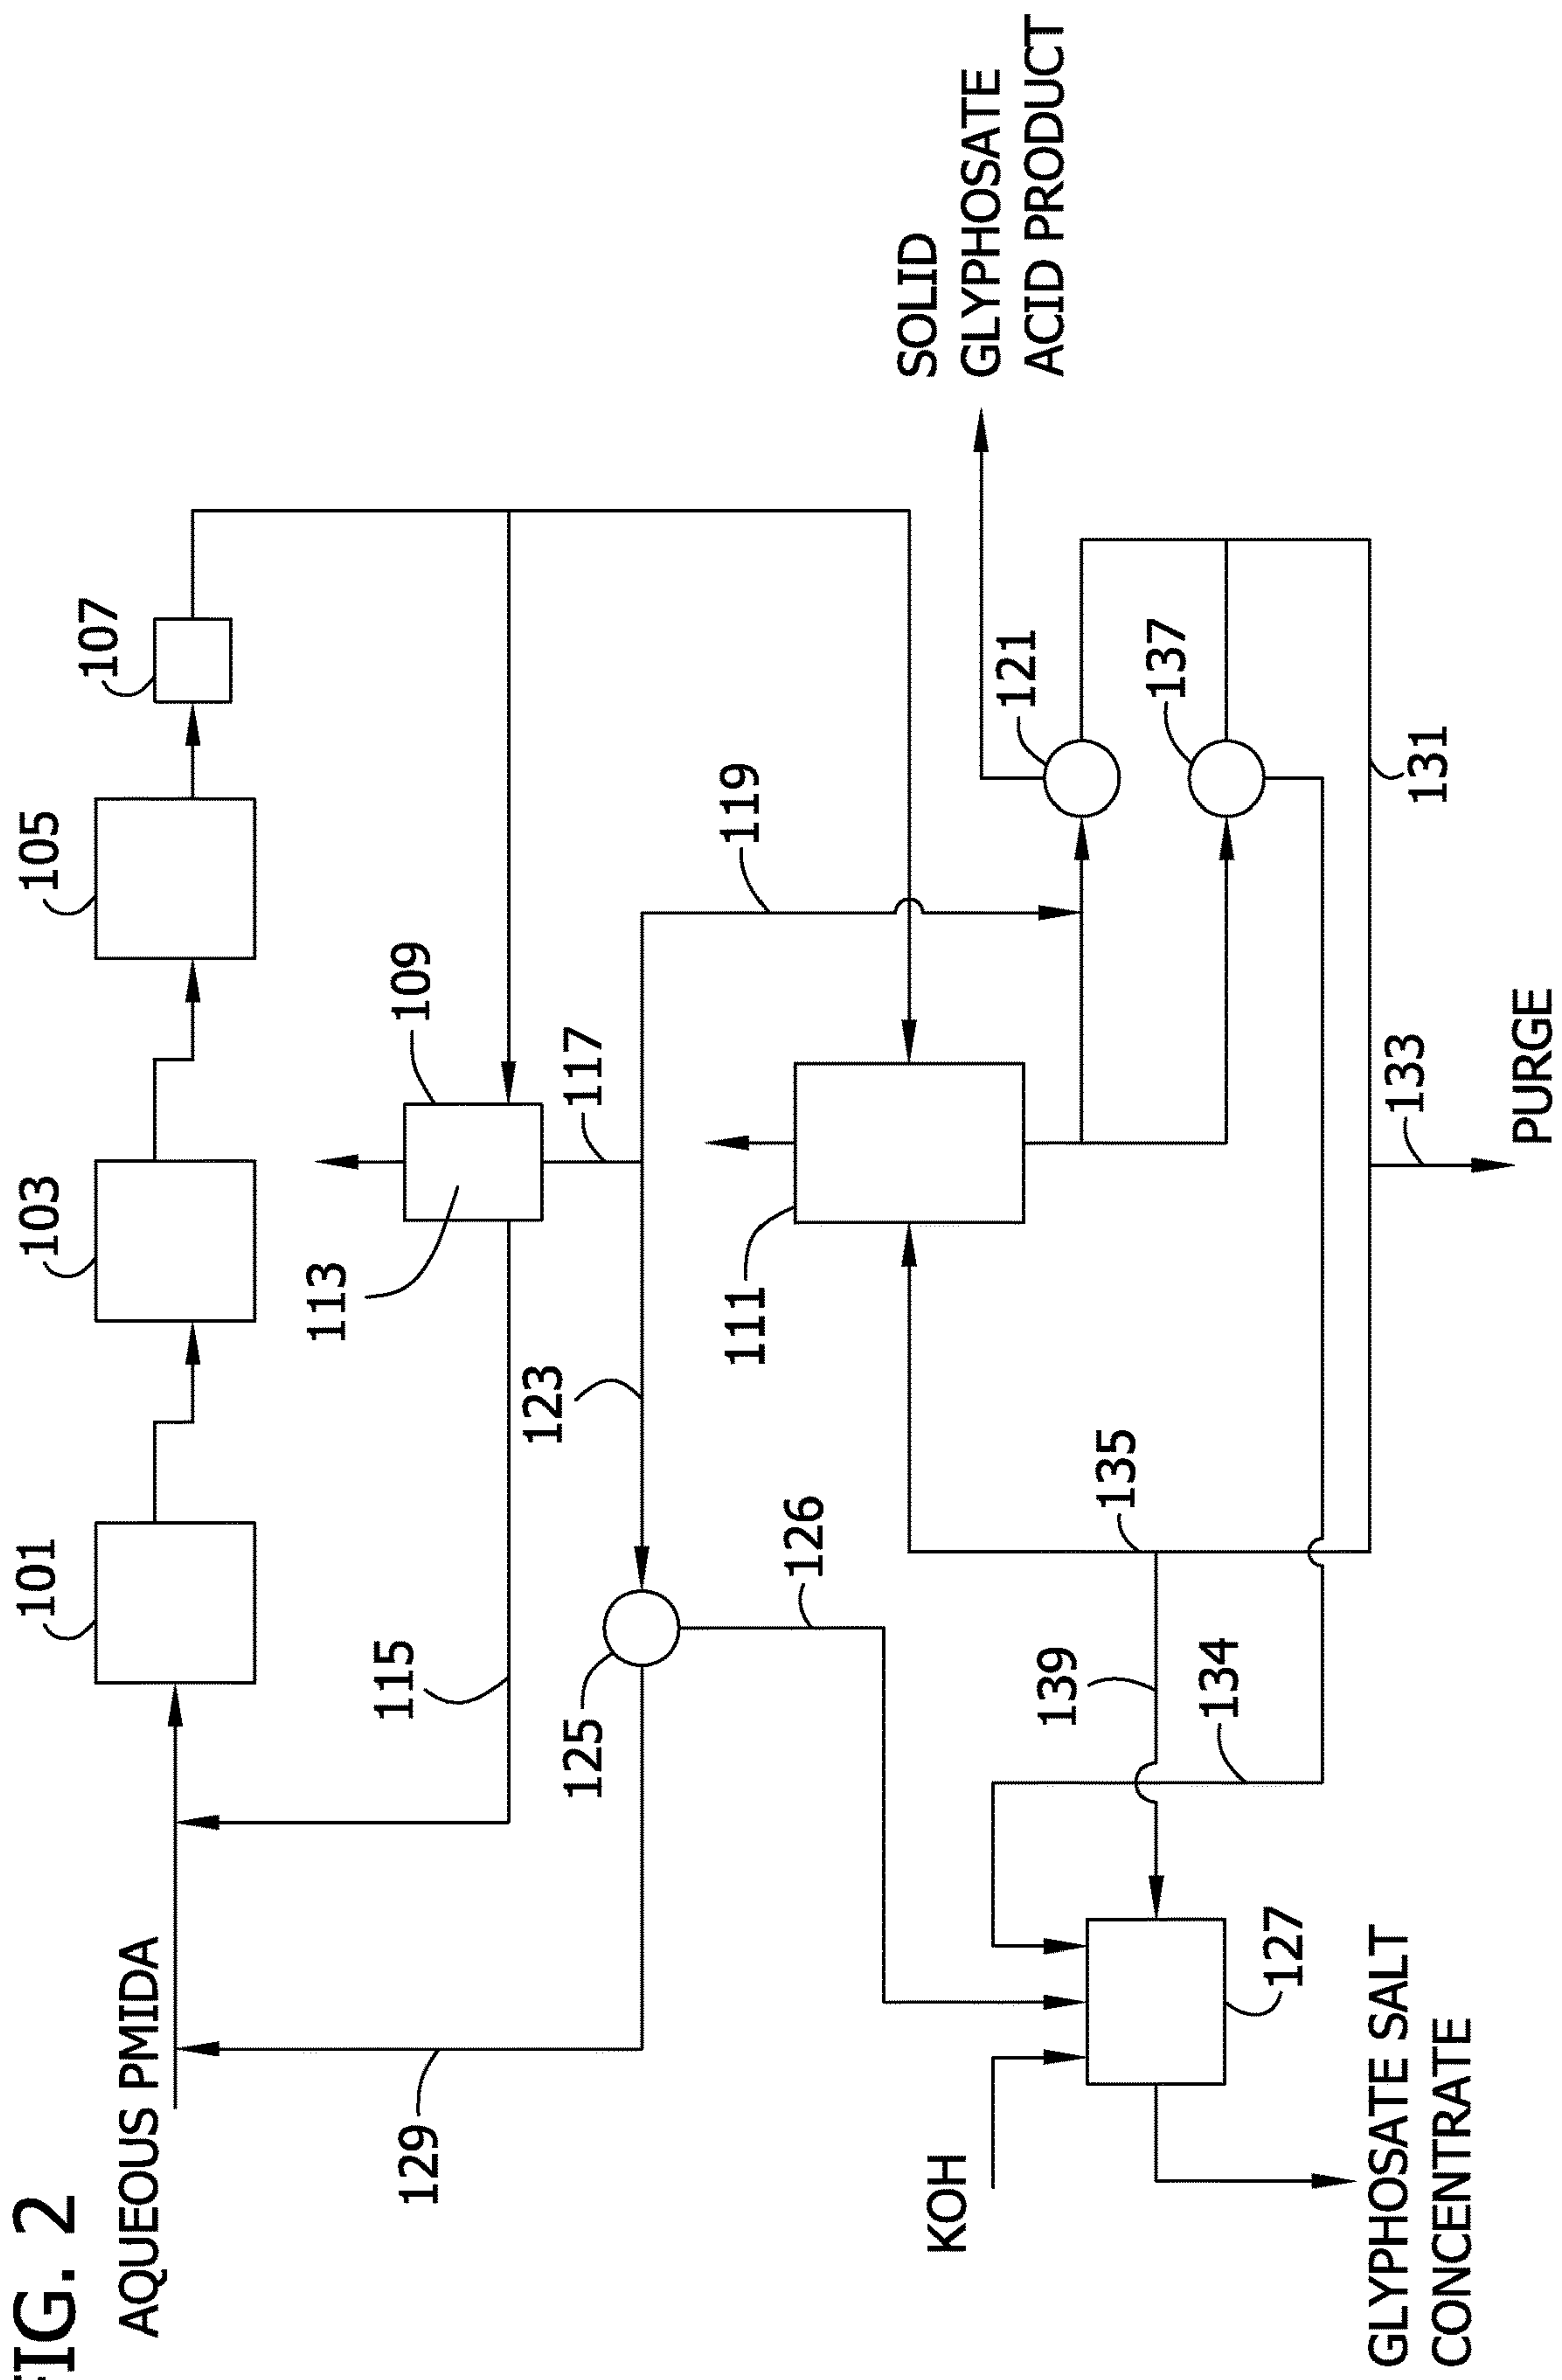 FIG. 2
101
103
105
107
AQUEOUS PMIDA
113
109
115
129
123
125
117
119
111
126
SOLID
GLYPHOSATE
ACID PRODUCT
KOH
121
139
135
137
134
127
131
133
GLYPHOSATE SALT
CONCENTRATE
PURGE